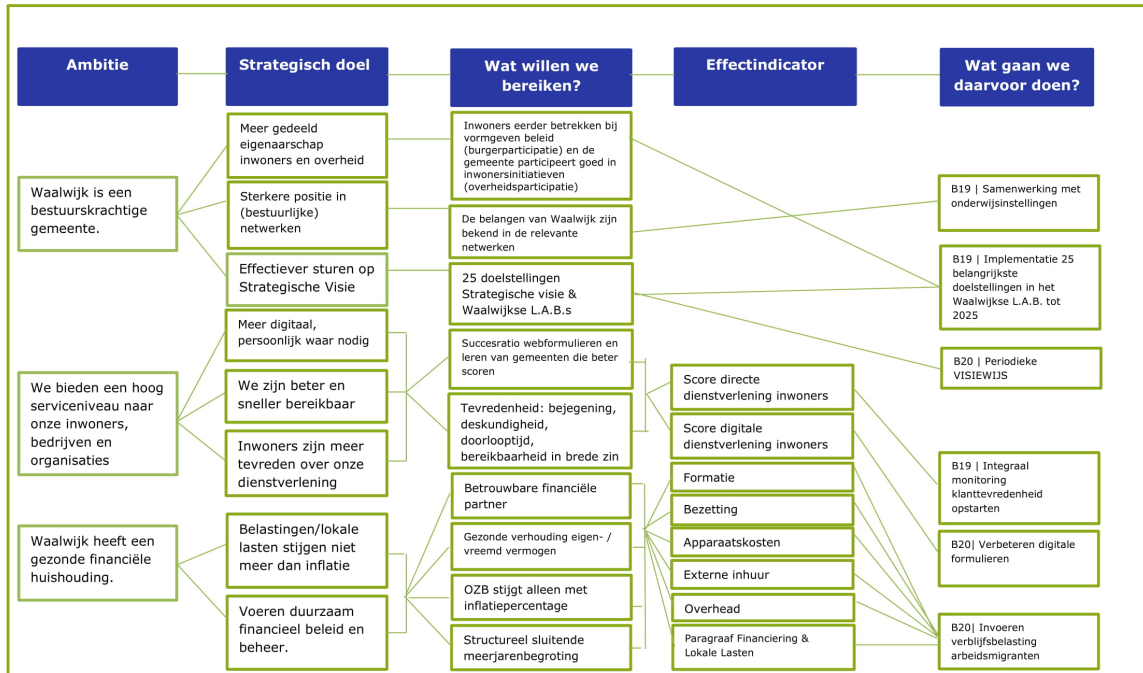 Ambitie
Strategisch doel
Wat willen we
bereiken?
Effectindicator
Wat gaan we
daarvoor doen?
Waalwijk is een
bestuurskrachtige
gemeente.
Meer gedeeld
eigenaarschap
inwoners en overheid
Sterkere positie in
(bestuurlijke)
netwerken
Effectiever sturen op
Strategische Visie
Inwoners eerder betrekken bij
vormgeven beleid
(burgerparticipatie) en de
gemeente participeert goed in
inwonersinitiatieven
(overheidsparticipatie)
De belangen van Waalwijk zijn
bekend in de relevante
netwerken
25 doelstellingen
Strategische visie &
Waalwijkse L.A.B.s
B19 | Samenwerking met
onderwijsinstellingen
B19 | Implementatie 25
belangrijkste
doelstellingen in het
Waalwijkse L.A.B. tot
2025
B20 | Periodieke
VISIEWIJS
We bieden een hoog
serviceniveau naar
onze inwoners,
bedrijven en
organisaties
Meer digitaal,
persoonlijk waar nodig
We zijn beter en
sneller bereikbaar
Inwoners zijn meer
tevreden over onze
dienstverlening
Succesratio webformulieren en
leren van gemeenten die beter
scoren
Tevredenheid: bejegening,
deskundigheid,
doorlooptijd,
bereikbaarheid in brede zin
Score directe
dienstverlening inwoners
Score digitale
dienstverlening inwoners
B19 | Integraal
monitoring
klanttevredenheid
opstarten
B20| Verbeteren digitale
formulieren
Waalwijk heeft een
gezonde financiële
huishouding.
Belastingen/lokale
lasten stijgen niet
meer dan inflatie
Voeren duurzaam
financieel beleid en
beheer.
Betrouwbare financiële
partner
Gezonde verhouding eigen- /
vreemd vermogen
OZB stijgt alleen met
inflatiepercentage
Structureel sluitende
meerjarenbegroting
Formatie
Bezetting
Apparaatskosten
Externe inhuur
Overhead
Paragraaf Financiering &
Lokale Lasten
B20| Invoeren
verblijfsbelasting
arbeidsmigranten